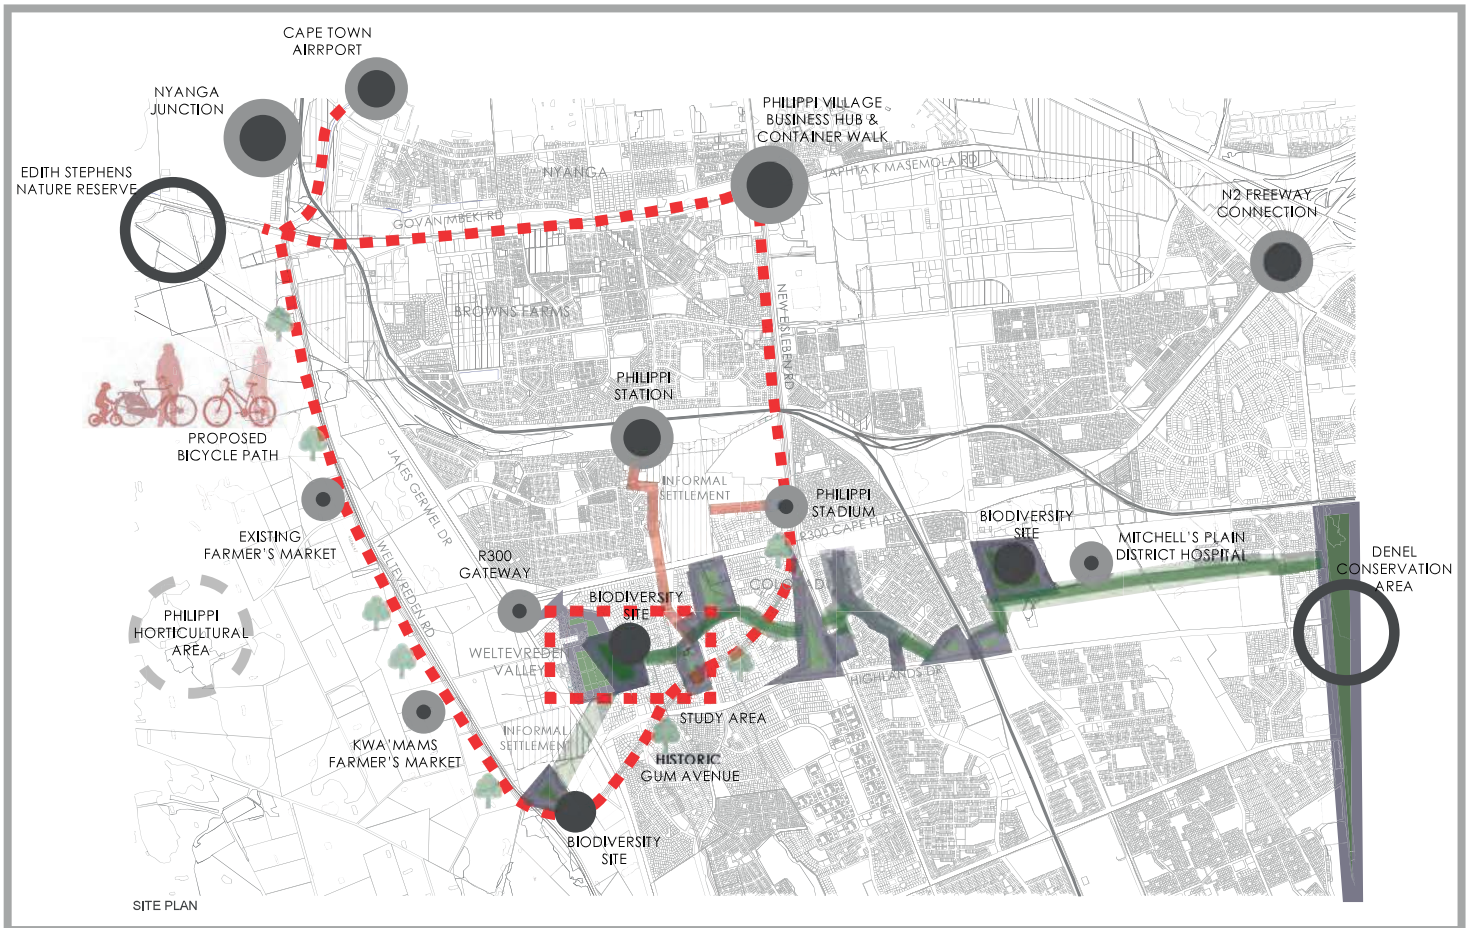 CAPE TOWN
AIRRPORT
NYANGA
JUNCTION
PHILIPPI VILLAGE
BUSINESS HUB &
CONTAINER WALK
EDITH STEPHENS
NATURE RESERVE
NYANGA
JAPHTA K MASEMOLA RD
N2 FREEWAY
CONNECTION
GOVAN MBEKI RD
BROWNS FARMS
NEW EISLEBEN RD
PHILIPPI
STATION
PROPOSED
BICYCLE PATH
JAKES GERWEL DR
INFORMAL
SETTLEMENT
PHILIPPI
STADIUM
R300 CAPE FLATS
BIODIVERSITY
SITE
EXISTING
FARMER'S MARKET
WELTEVREDEN RD
R300
GATEWAY
MITCHELL'S PLAIN
DISTRICT HOSPITAL
DENEL
CONSERVATION
AREA
BIODIVERSITY
SITE
PHILIPPI
HORTICULTURAL
AREA
WELTEVREDEN
VALLEY
HIGHLANDS DR
STUDY AREA
INFORMAL
SETTLEMENT
KWA'MAMS
FARMER'S MARKET
HISTORIC
GUM AVENUE
BIODIVERSITY
SITE
SITE PLAN